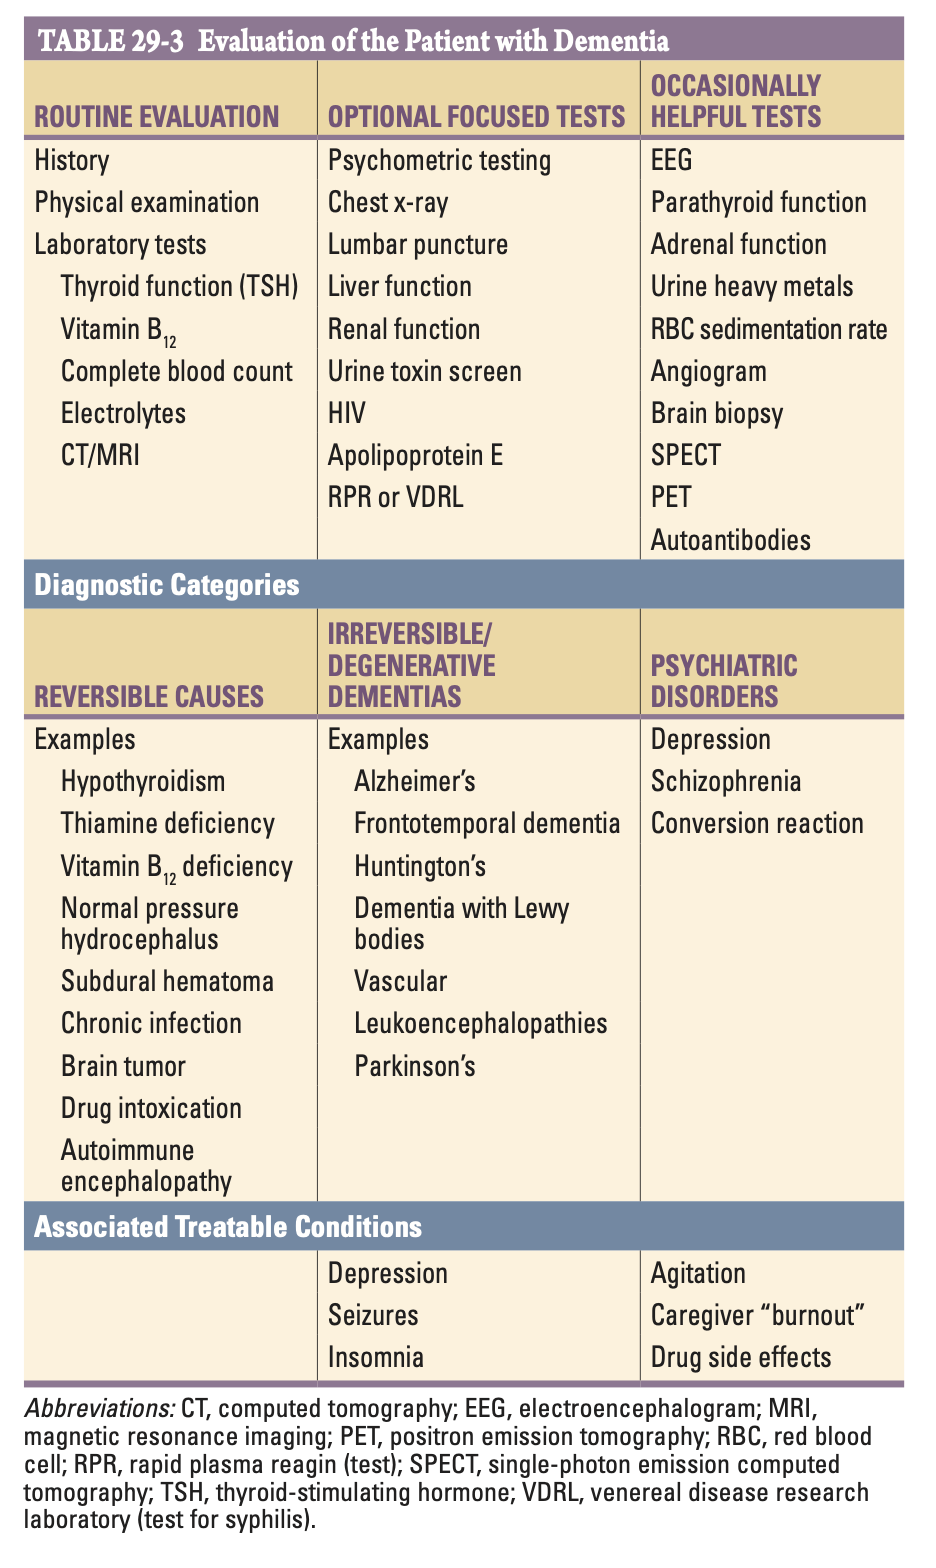 TABLE 29-3 Evaluation of the Patient with Dementia
ROUTINE EVALUATION
OPTIONAL FOCUSED TESTS
OCCASIONALLY
HELPFUL TESTS
History
Physical examination
Laboratory tests
Thyroid function (TSH)
Vitamin B12
Complete blood count
Electrolytes
CT/MRI
Psychometric testing
Chest x-ray
Lumbar puncture
Liver function
Renal function
Urine toxin screen
HIV
Apolipoprotein E
RPR or VDRL
EEG
Parathyroid function
Adrenal function
Urine heavy metals
RBC sedimentation rate
Angiogram
Brain biopsy
SPECT
PET
Autoantibodies
Diagnostic Categories
REVERSIBLE CAUSES
IRREVERSIBLE/
DEGENERATIVE
DEMENTIAS
PSYCHIATRIC
DISORDERS
Examples
Hypothyroidism
Thiamine deficiency
Vitamin B12 deficiency
Normal pressure
hydrocephalus
Subdural hematoma
Chronic infection
Brain tumor
Drug intoxication
Autoimmune
encephalopathy
Examples
Alzheimer’s
Frontotemporal dementia
Huntington’s
Dementia with Lewy
bodies
Vascular
Leukoencephalopathies
Parkinson’s
Depression
Schizophrenia
Conversion reaction
Associated Treatable Conditions
Depression
Seizures
Insomnia
Agitation
Caregiver “burnout”
Drug side effects
Abbreviations: CT, computed tomography; EEG, electroencephalogram; MRI,
magnetic resonance imaging; PET, positron emission tomography; RBC, red blood
cell; RPR, rapid plasma reagin (test); SPECT, single-photon emission computed
tomography; TSH, thyroid-stimulating hormone; VDRL, venereal disease research
laboratory (test for syphilis).